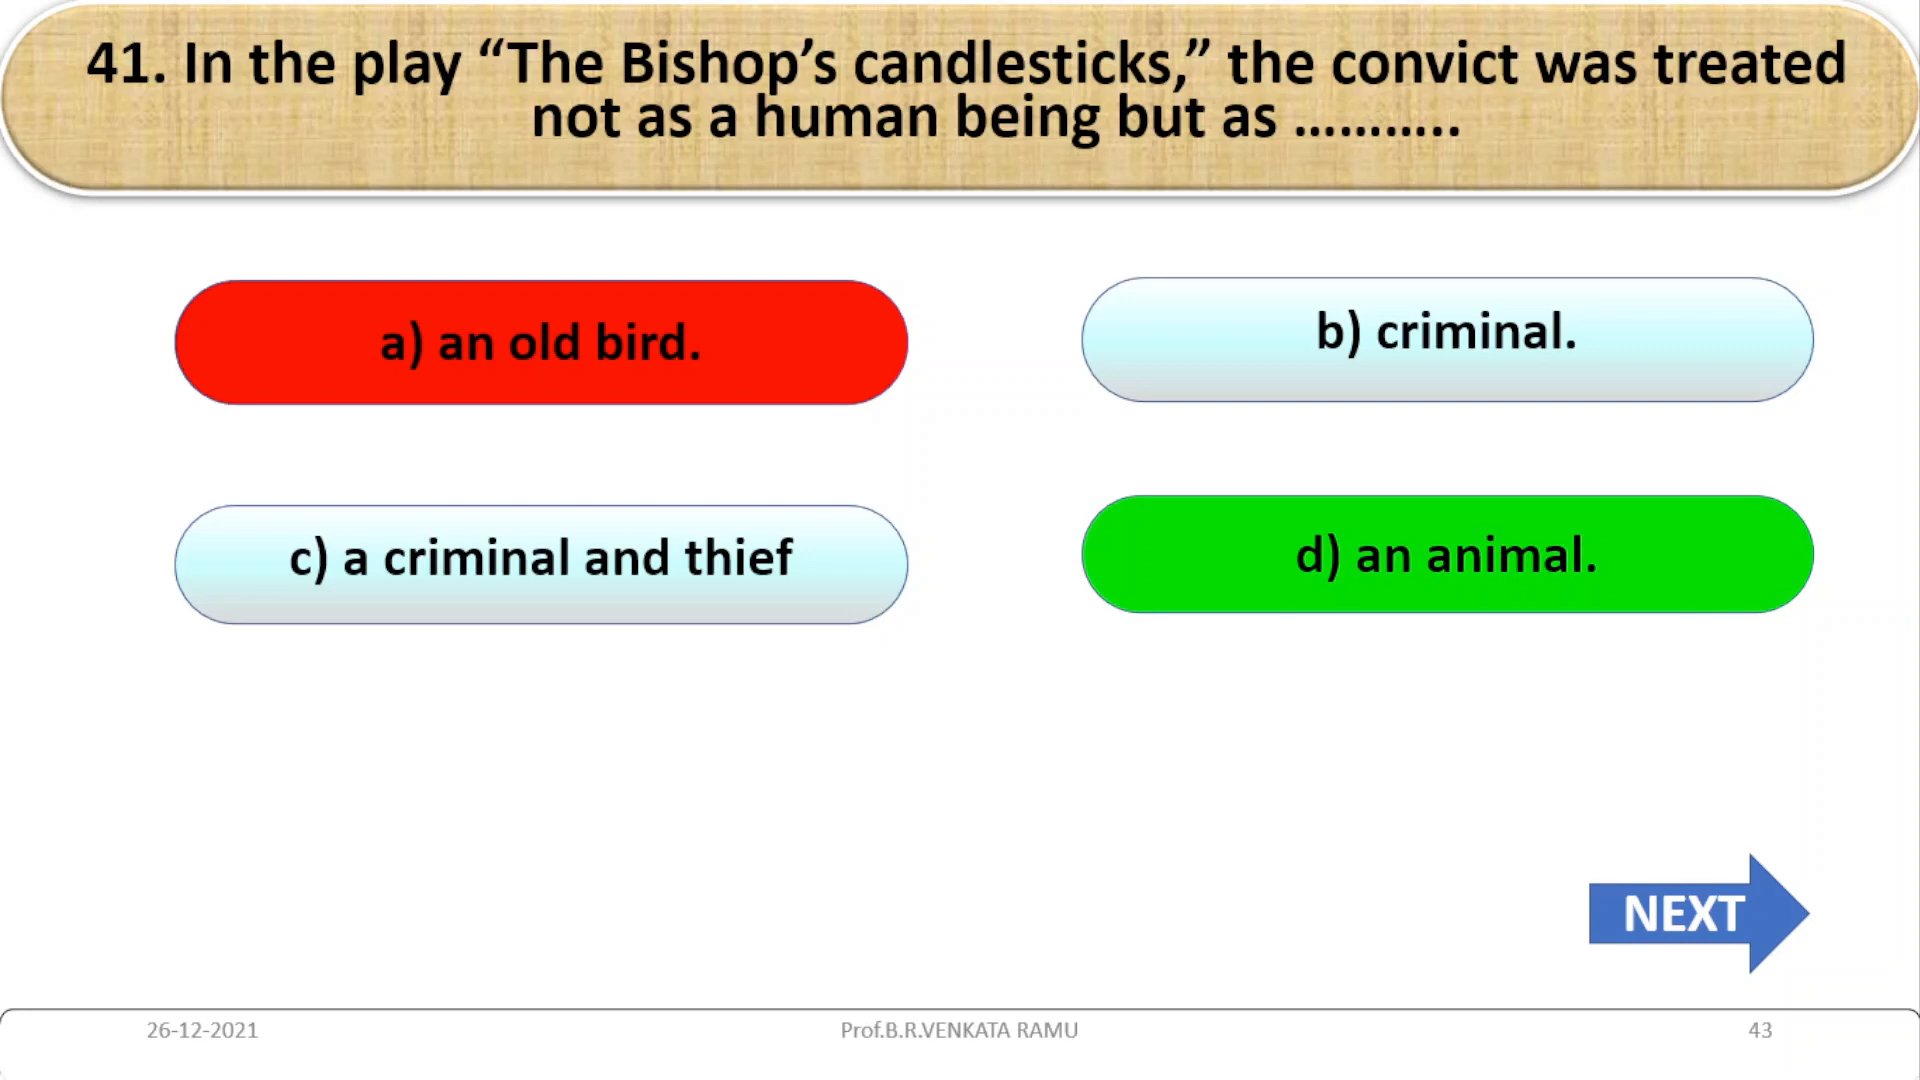 41. In the play “The Bishop’s candlesticks,” the convict was treated
not as a human being but as ………..
a) an old bird.
b) criminal.
c) a criminal and thief
d) an animal.
NEXT
26-12-2021
Prof.B.R.VENKATA RAMU
43